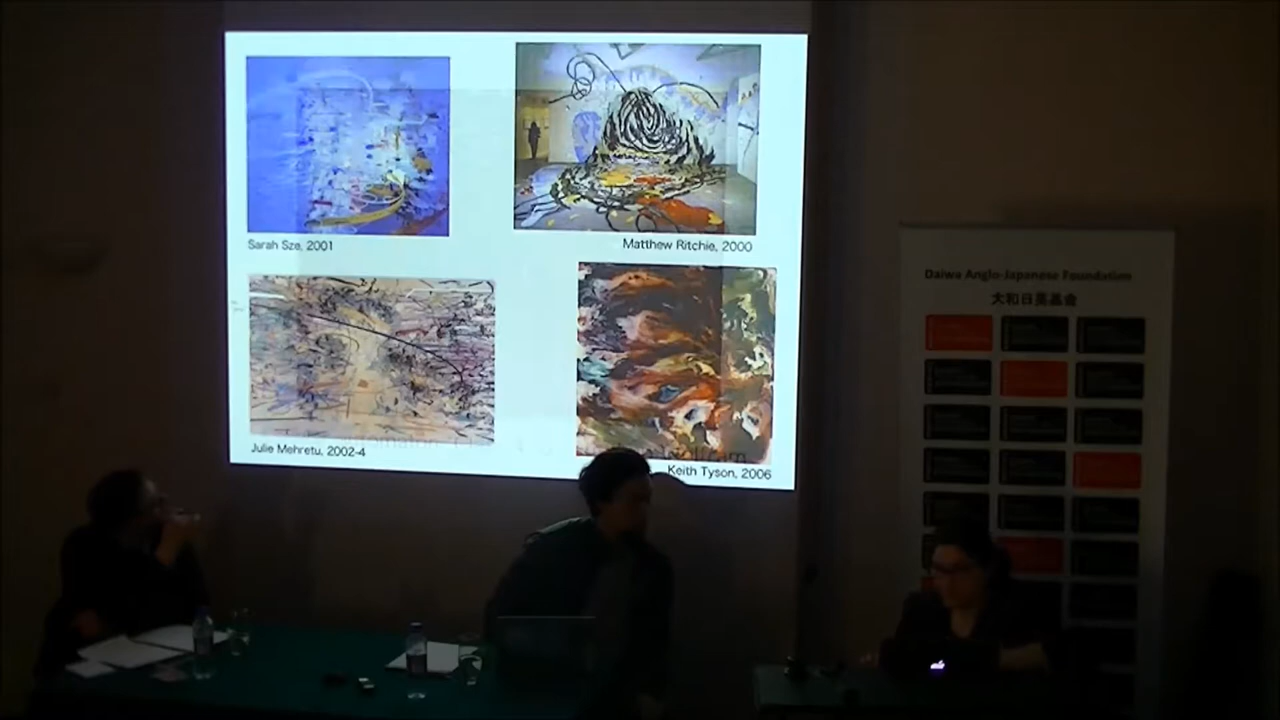 Sarah Sze, 2001
Matthew Ritchie, 2000
Julie Mehretu, 2002-4
Keith Tyson, 2006
Daiwa Anglo-Japanese Foundation
大和日英基金